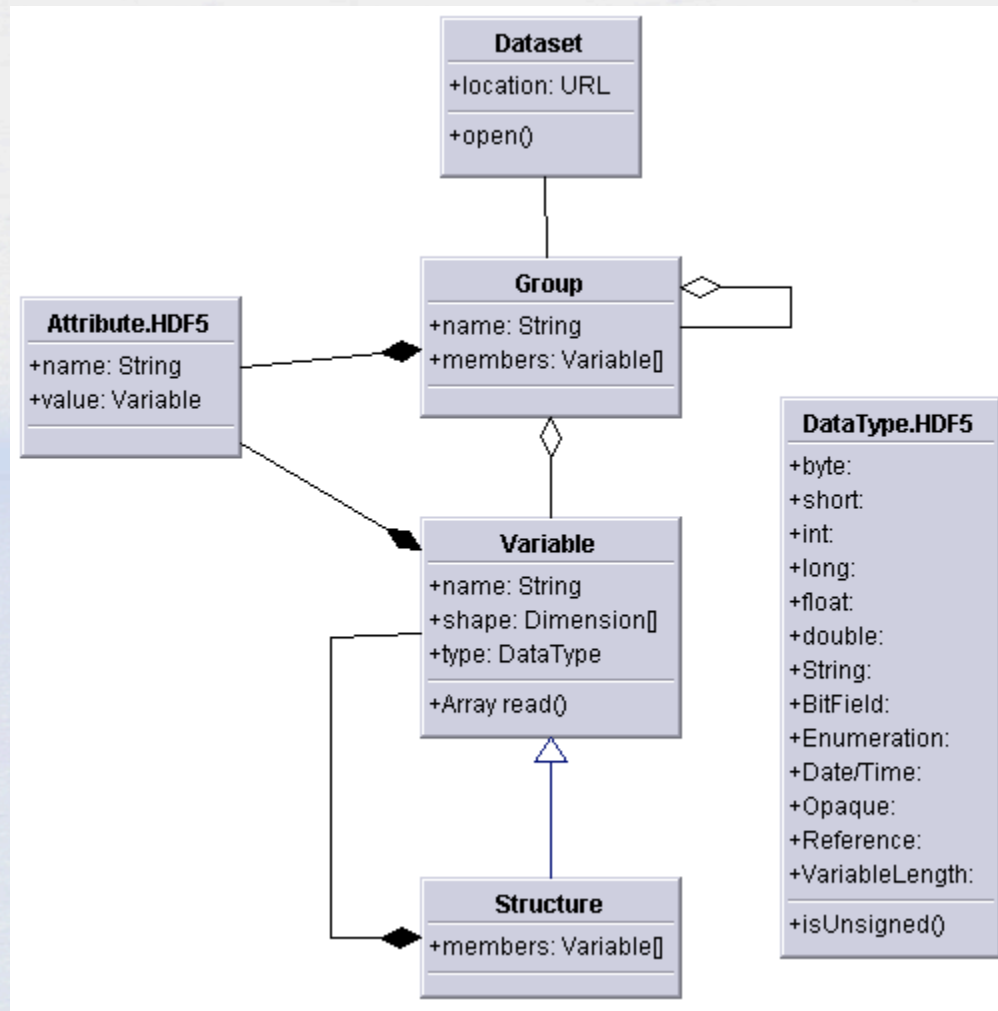 Dataset
+location: URL
+open()
Group
+name: String
+members: Variable[]
Attribute.HDF5
+name: String
+value: Variable
Variable
+name: String
+shape: Dimension[]
+type: DataType
+Array read()
Structure
+members: Variable[]
DataType.HDF5
+byte:
+short:
+int:
+long:
+float:
+double:
+String:
+BitField:
+Enumeration:
+Date/Time:
+Opaque:
+Reference:
+VariableLength:
+isUnsigned()